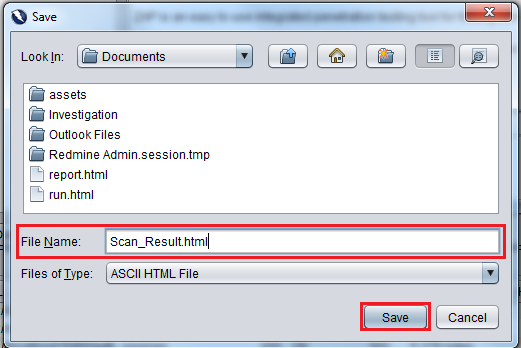 Save
Look In: Documents
assets
Investigation
Outlook Files
Redmine Admin.session.tmp
report.html
run.html
File Name: Scan_Result.html
Files of Type: ASCII HTML File
Save Cancel